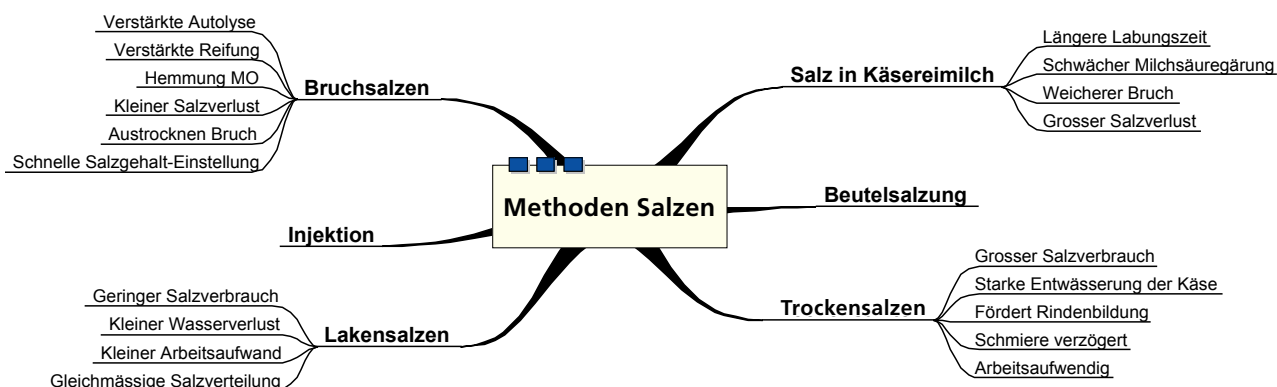 Methoden Salzen
Bruchsalzen
Verstärkte Autolyse
Verstärkte Reifung
Hemmung MO
Kleiner Salzverlust
Austrocknen Bruch
Schnelle Salzgehalt-Einstellung
Injektion
Lakensalzen
Geringer Salzverbrauch
Kleiner Wasserverlust
Kleiner Arbeitsaufwand
Gleichmässige Salzverteilung
Salz in Käsereimilch
Längere Labungszeit
Schwächer Milchsäuregärung
Weicherer Bruch
Grosser Salzverlust
Beutelsalzung
Trockensalzen
Grosser Salzverbrauch
Starke Entwässerung der Käse
Fördert Rindenbildung
Schmiere verzögert
Arbeitsaufwendig